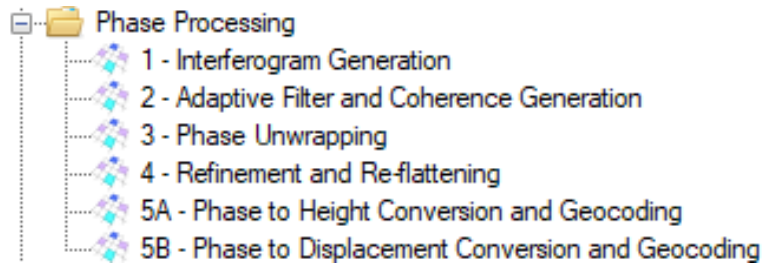 Phase Processing
1 - Interferogram Generation
2 - Adaptive Filter and Coherence Generation
3 - Phase Unwrapping
4 - Refinement and Re-flattening
5A - Phase to Height Conversion and Geocoding
5B - Phase to Displacement Conversion and Geocoding